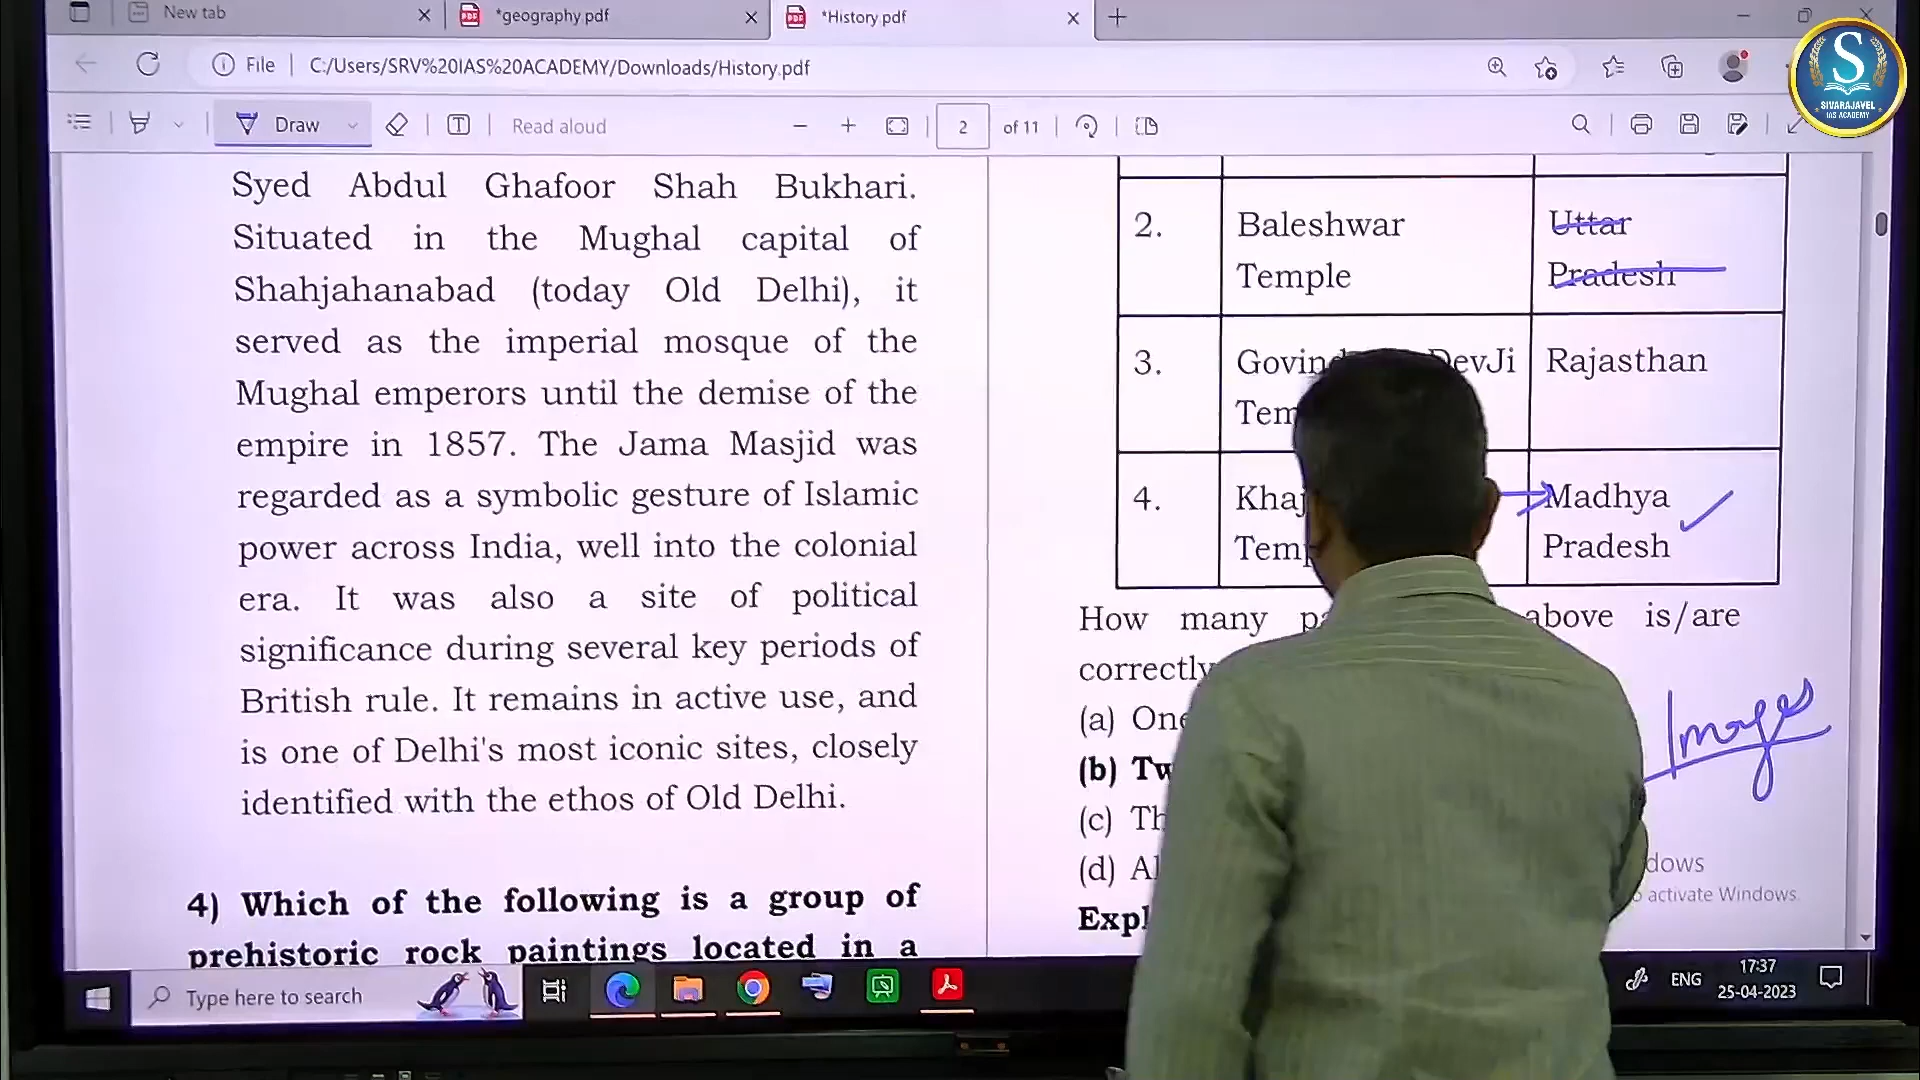 New tab
*geography.pdf
*History.pdf
File
C:/Users/SRV%20IAS%20ACADEMY/Downloads/History.pdf
S
SIVARAJAVEL
IAS ACADEMY
Draw
Read aloud
2
of 11
Syed Abdul Ghafoor Shah Bukhari.
Situated in the Mughal capital of
Shahjahanabad (today Old Delhi), it
served as the imperial mosque of the
Mughal emperors until the demise of the
empire in 1857. The Jama Masjid was
regarded as a symbolic gesture of Islamic
power across India, well into the colonial
era. It was also a site of political
significance during several key periods of
British rule. It remains in active use, and
is one of Delhi's most iconic sites, closely
identified with the ethos of Old Delhi.
4) Which of the following is a group of
prehistoric rock paintings located in a
2. Baleshwar Uttar
Temple Pradesh
3. DevJi Rajasthan
4. Madhya
Pradesh
How many above is/are
correctly
(a) One
(b)
(c)
(d)
Images
activate Windows.
Type here to search
ENG
17:37
25-04-2023